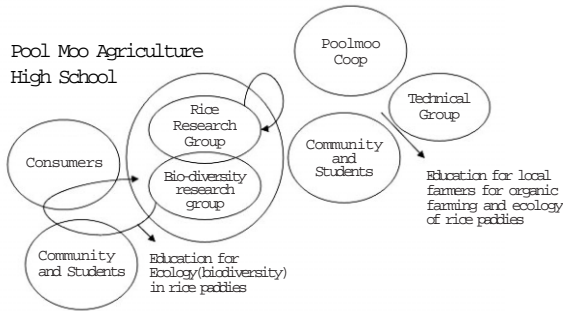 Pool Moo Agriculture
High School
Poolmoo
Coop
Technical
Group
Rice
Research
Group
Community
and
Students
Consumers
Bio-diversity
research
group
Education for local
farmers for organic
farming and ecology
of rice paddies
Community
and Students
Education for
Ecology(biodiversity)
in rice paddies